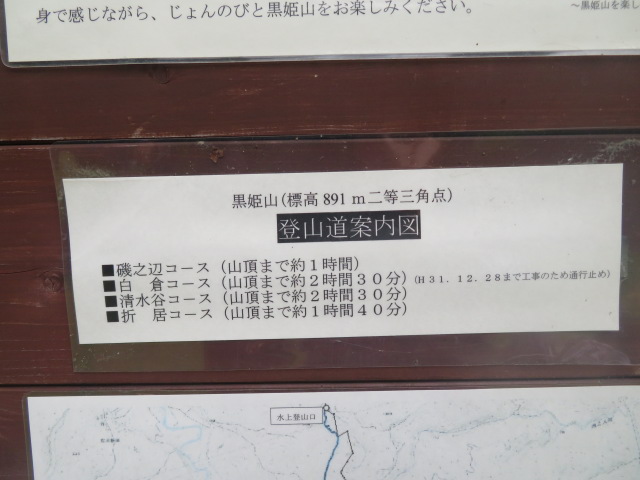 身で感じながら、じょんのびと黒姫山をお楽しみください。
～黒姫山を楽し
黒姫山(標高891m二等三角点)
登山道案内図
■磯之辺コース（山頂まで約１時間）
■白　倉コース（山頂まで約２時間３０分）（H３１．１２．２８まで工事のため通行止め）
■清水谷コース（山頂まで約２時間３０分）
■折　居コース（山頂まで約１時間４０分）
水上登山口